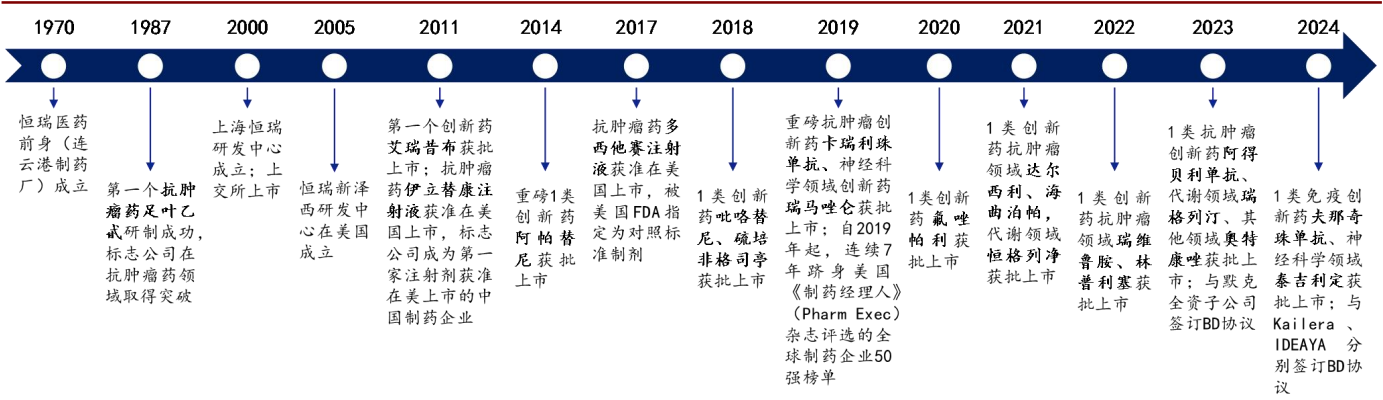 1970
1987
2000
2005
2011
2014
2017
2018
2019
2020
2021
2022
2023
2024
恒瑞医药
前身（连
云港制药
厂）成立
第一个抗肿
瘤药足叶乙
甙研制成功,
标志公司在
抗肿瘤药领
域取得突破
上海恒瑞
研发中心
成立；上
交所上市
恒瑞新泽
西研发中
心在美国
成立
第一个创新药
艾瑞昔布获批
上市；抗肿瘤
药伊立替康注
射液获准在美
国上市，标志
公司成为第一
家注射剂获准
在美上市的中
国制药企业
重磅1类
创新药
阿帕替
尼获批
上市
抗肿瘤药多
西他赛注射
液获准在美
国上市，被
美国FDA指
定为对照标
准制剂
1类创新
药吡咯替
尼、硫培
非格司亭
获批上市
重磅抗肿瘤创
新药卡瑞利珠
单抗、神经科
学领域创新药
瑞马唑仑获批
上市；自2019
年起，连续7
年跻身美国
《制药经理人》
（Pharm Exec）
杂志评选的全
球制药企业50
强榜单
1类创新
药氟唑
帕利获
批上市
1类创新
药抗肿瘤
领域达尔
西利、海
曲泊帕，
代谢领域
恒格列净
获批上市
1类创新
药抗肿瘤
领域瑞维
鲁胺、林
普利塞获
批上市
1类抗肿瘤
创新药阿得
贝利单抗、
代谢领域瑞
格列汀、其
他领域奥特
康唑获批上
市；与默克
全资子公司
签订BD协议
1类免疫创
新药夫那奇
珠单抗、神
经科学领域
泰吉利定获
批上市；与
Kailera、
IDEAYA 分
别签订BD协
议